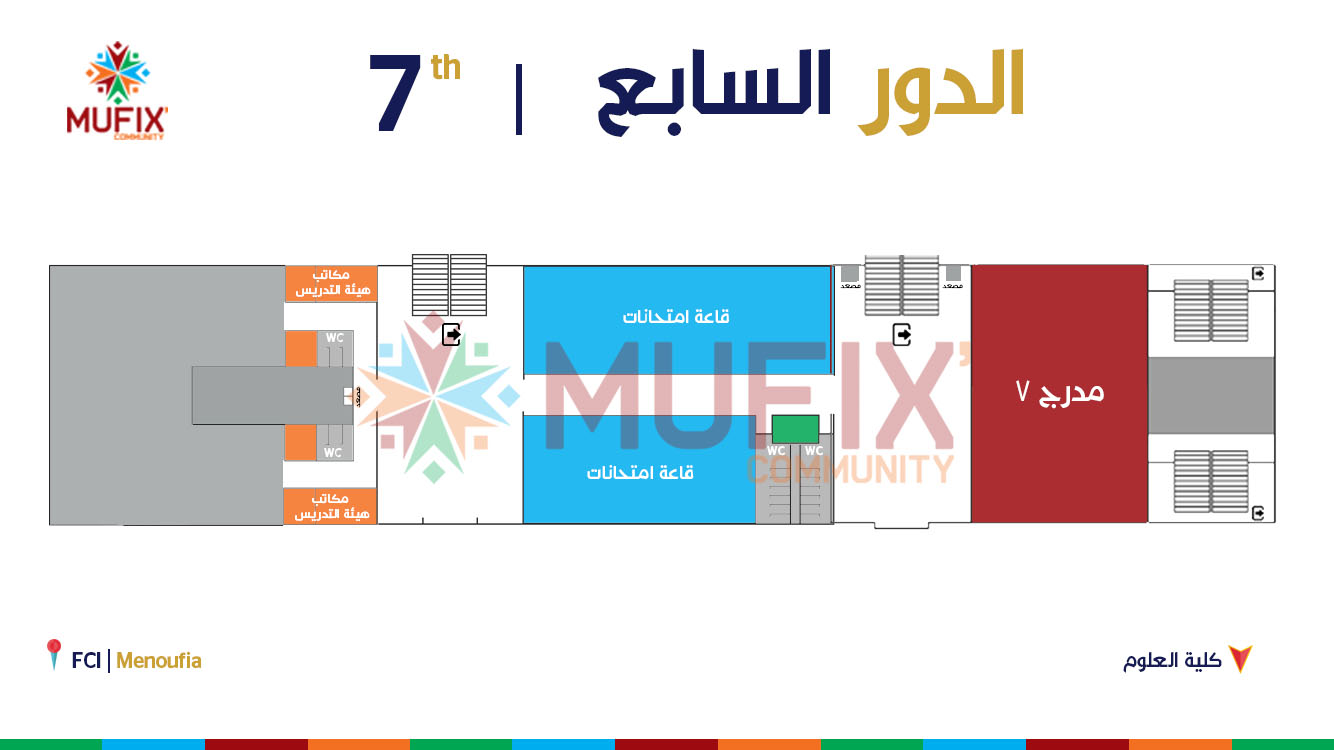 MUFIX'
COMMUNITY
الدور السابع | 7th
مكاتب
هيئة التدريس
WC
مصعد
WC
مكاتب
هيئة التدريس
قاعة امتحانات
قاعة امتحانات
WC WC
مصعد
مصعد
مدرج ٧
MUFIX'
COMMUNITY
FCI | Menoufia
كلية العلوم